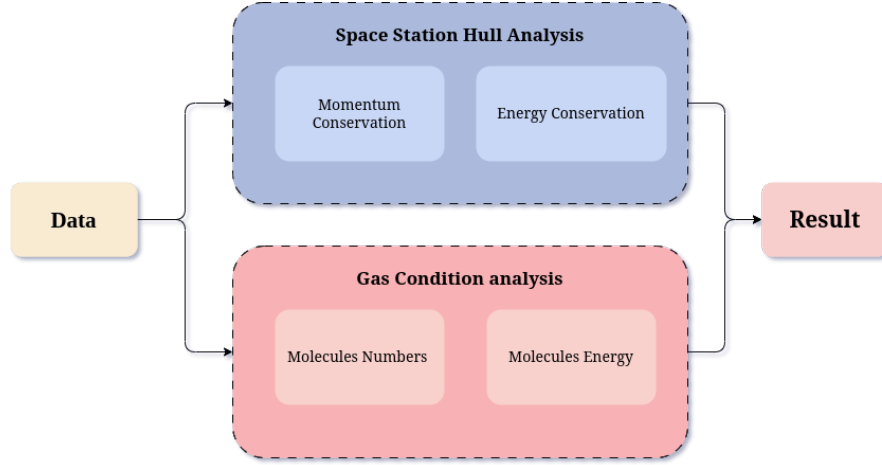 Space Station Hull Analysis
Momentum
Conservation
Energy Conservation
Data
Result
Gas Condition analysis
Molecules Numbers
Molecules Energy